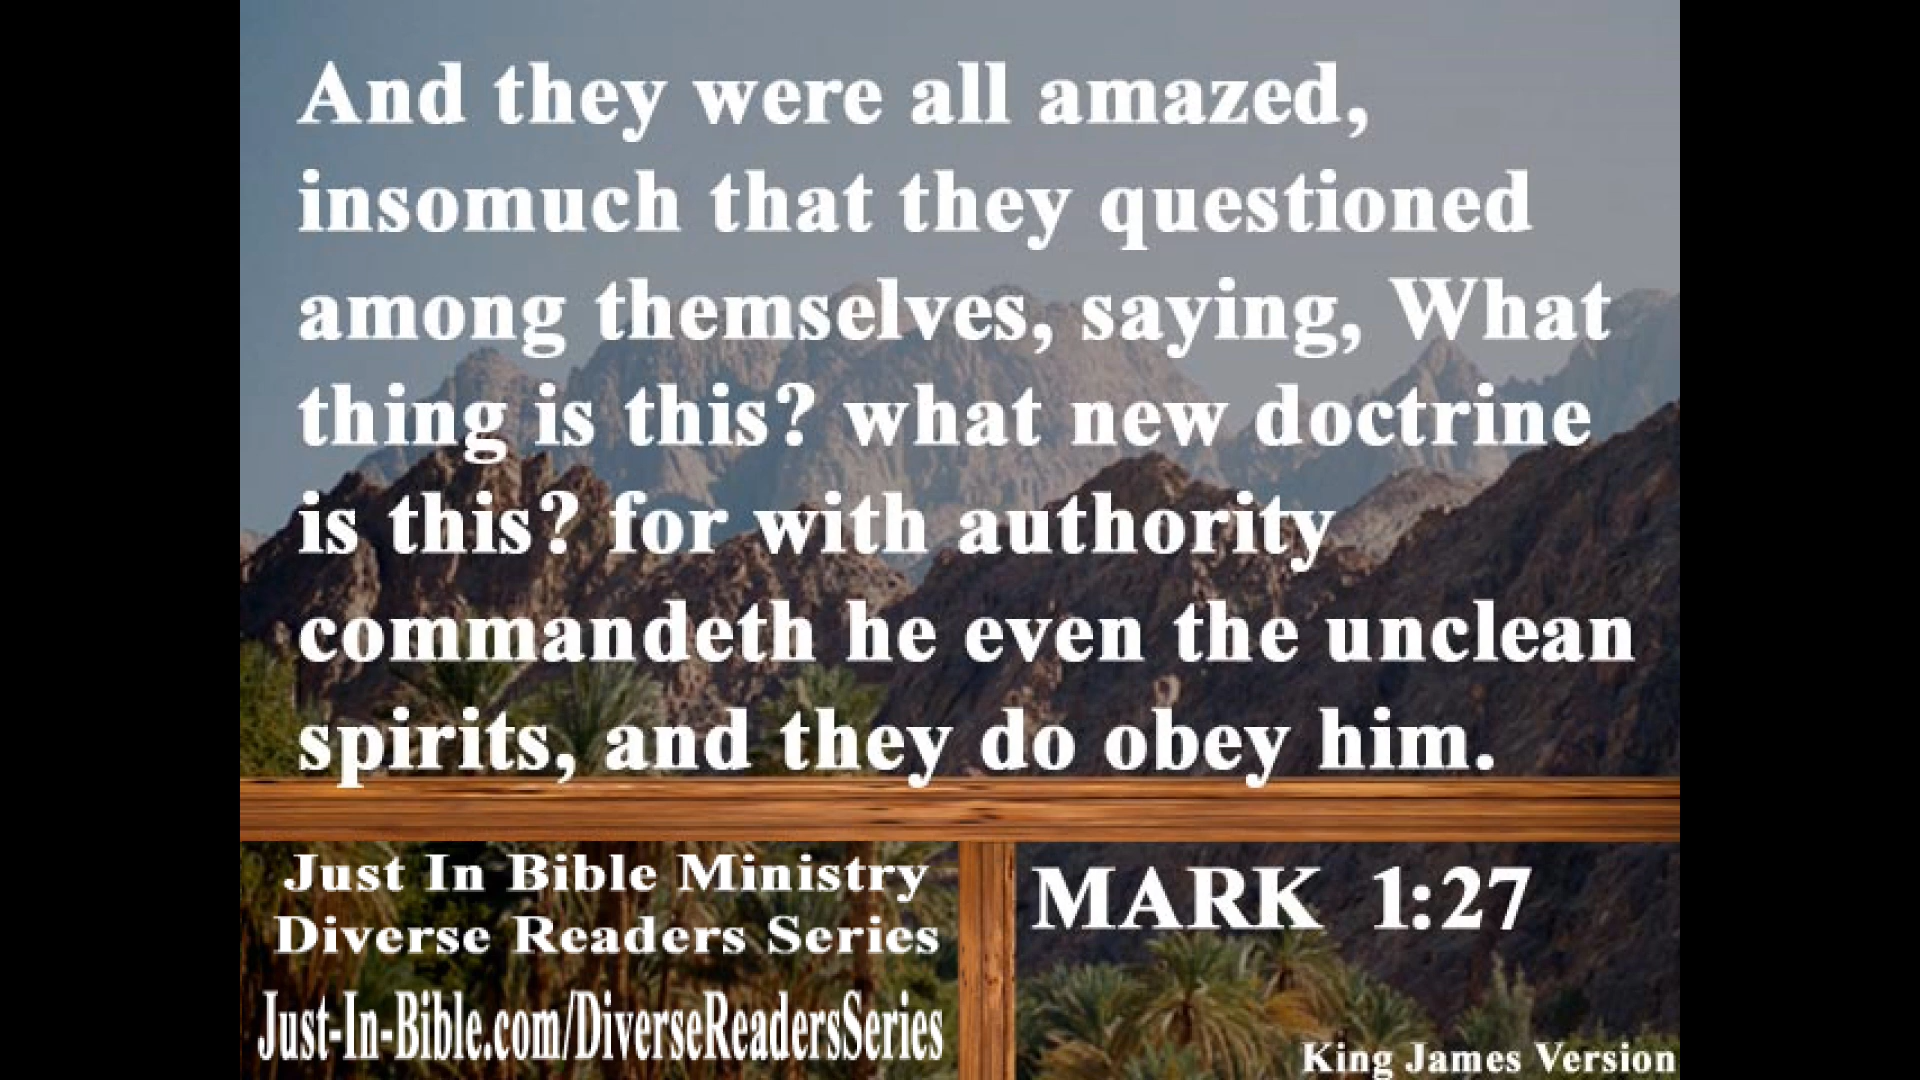 And they were all amazed,
insomuch that they questioned
among themselves, saying, What
thing is this? what new doctrine
is this? for with authority
commandeth he even the unclean
spirits, and they do obey him.
Just In Bible Ministry
Diverse Readers Series
Just-In-Bible.com/DiverseReadersSeries
MARK 1:27
King James Version